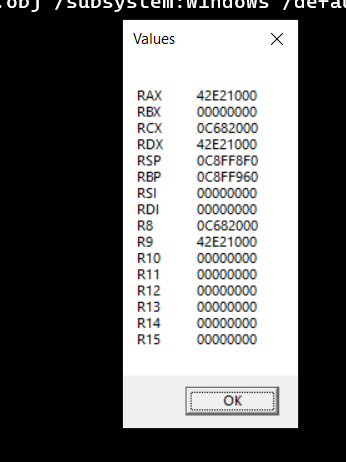 .obj /subsystem:windows /defa
Values
RAX 42E21000
RBX 00000000
RCX 0C682000
RDX 42E21000
RSP 0C8FF8F0
RBP 0C8FF960
RSI 00000000
RDI 00000000
R8 0C682000
R9 42E21000
R10 00000000
R11 00000000
R12 00000000
R13 00000000
R14 00000000
R15 00000000
OK